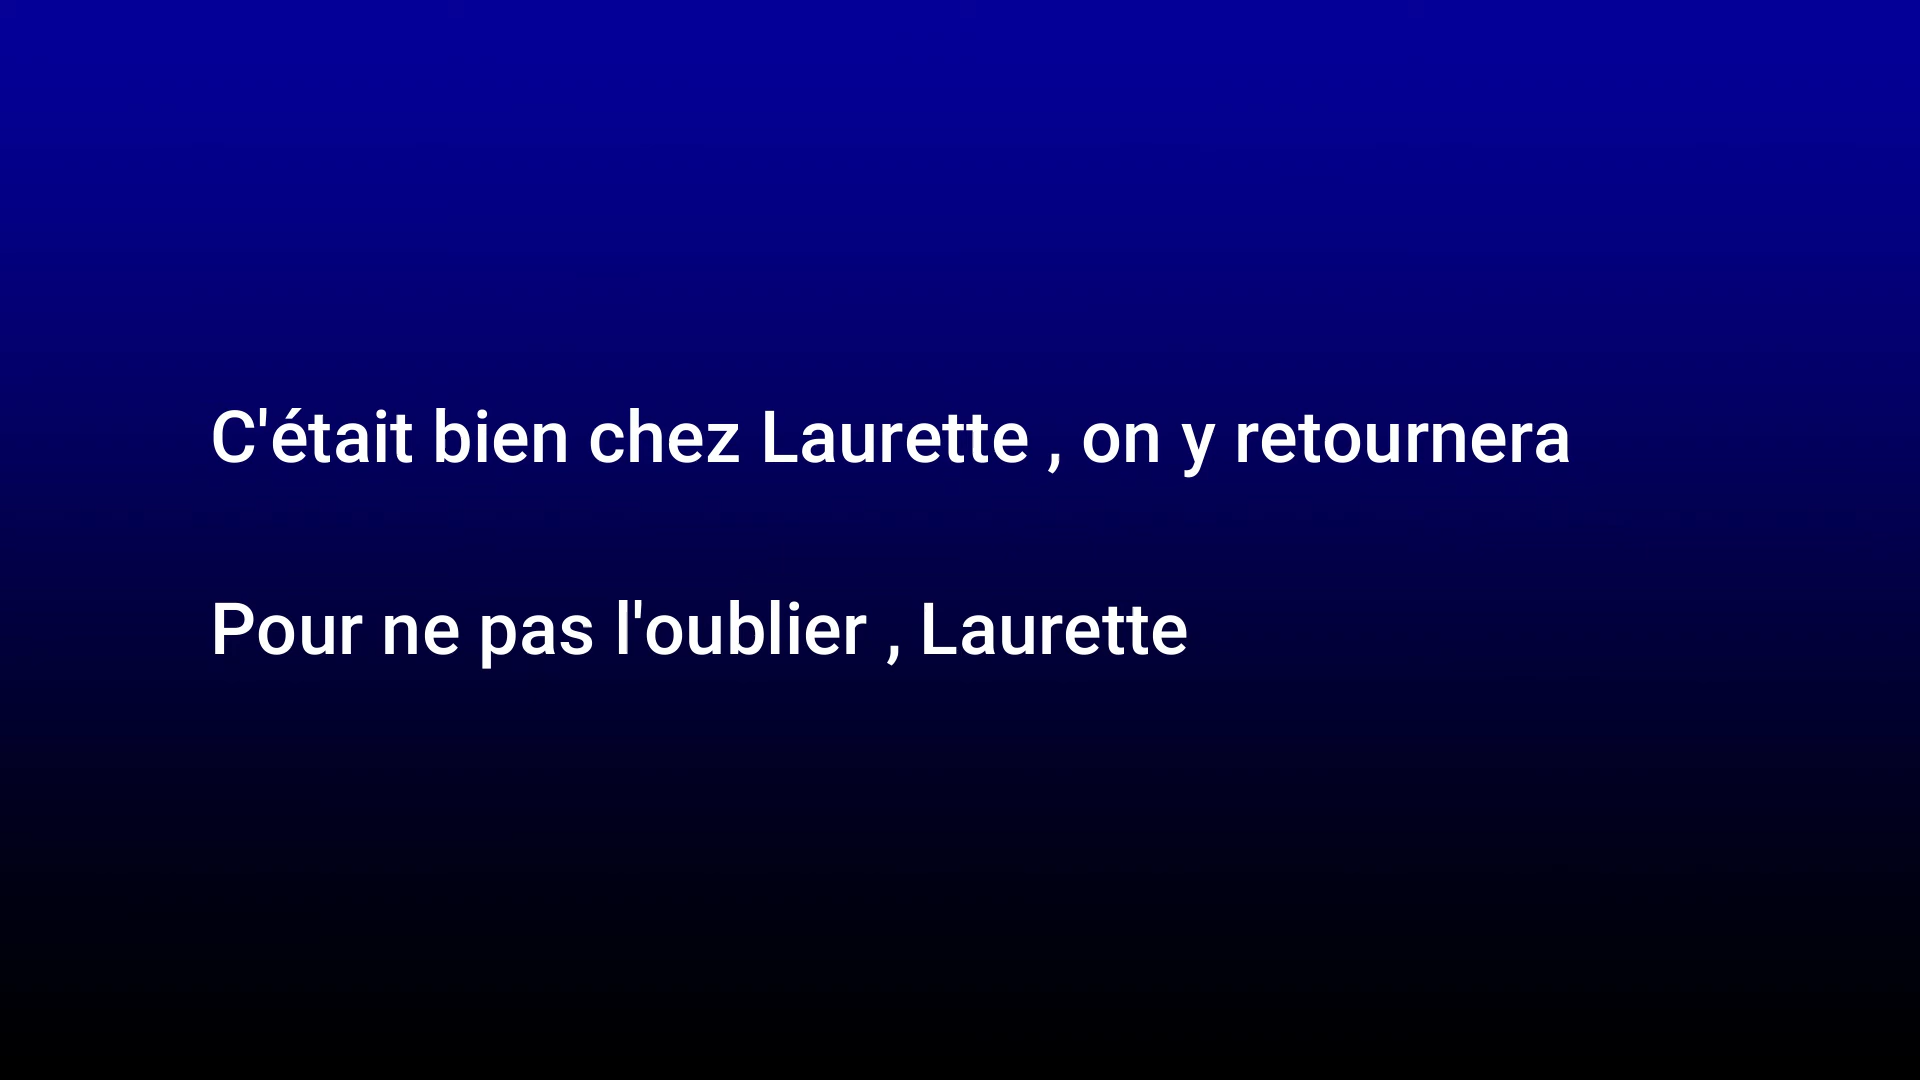 C'était bien chez Laurette , on y retournera
Pour ne pas l'oublier , Laurette